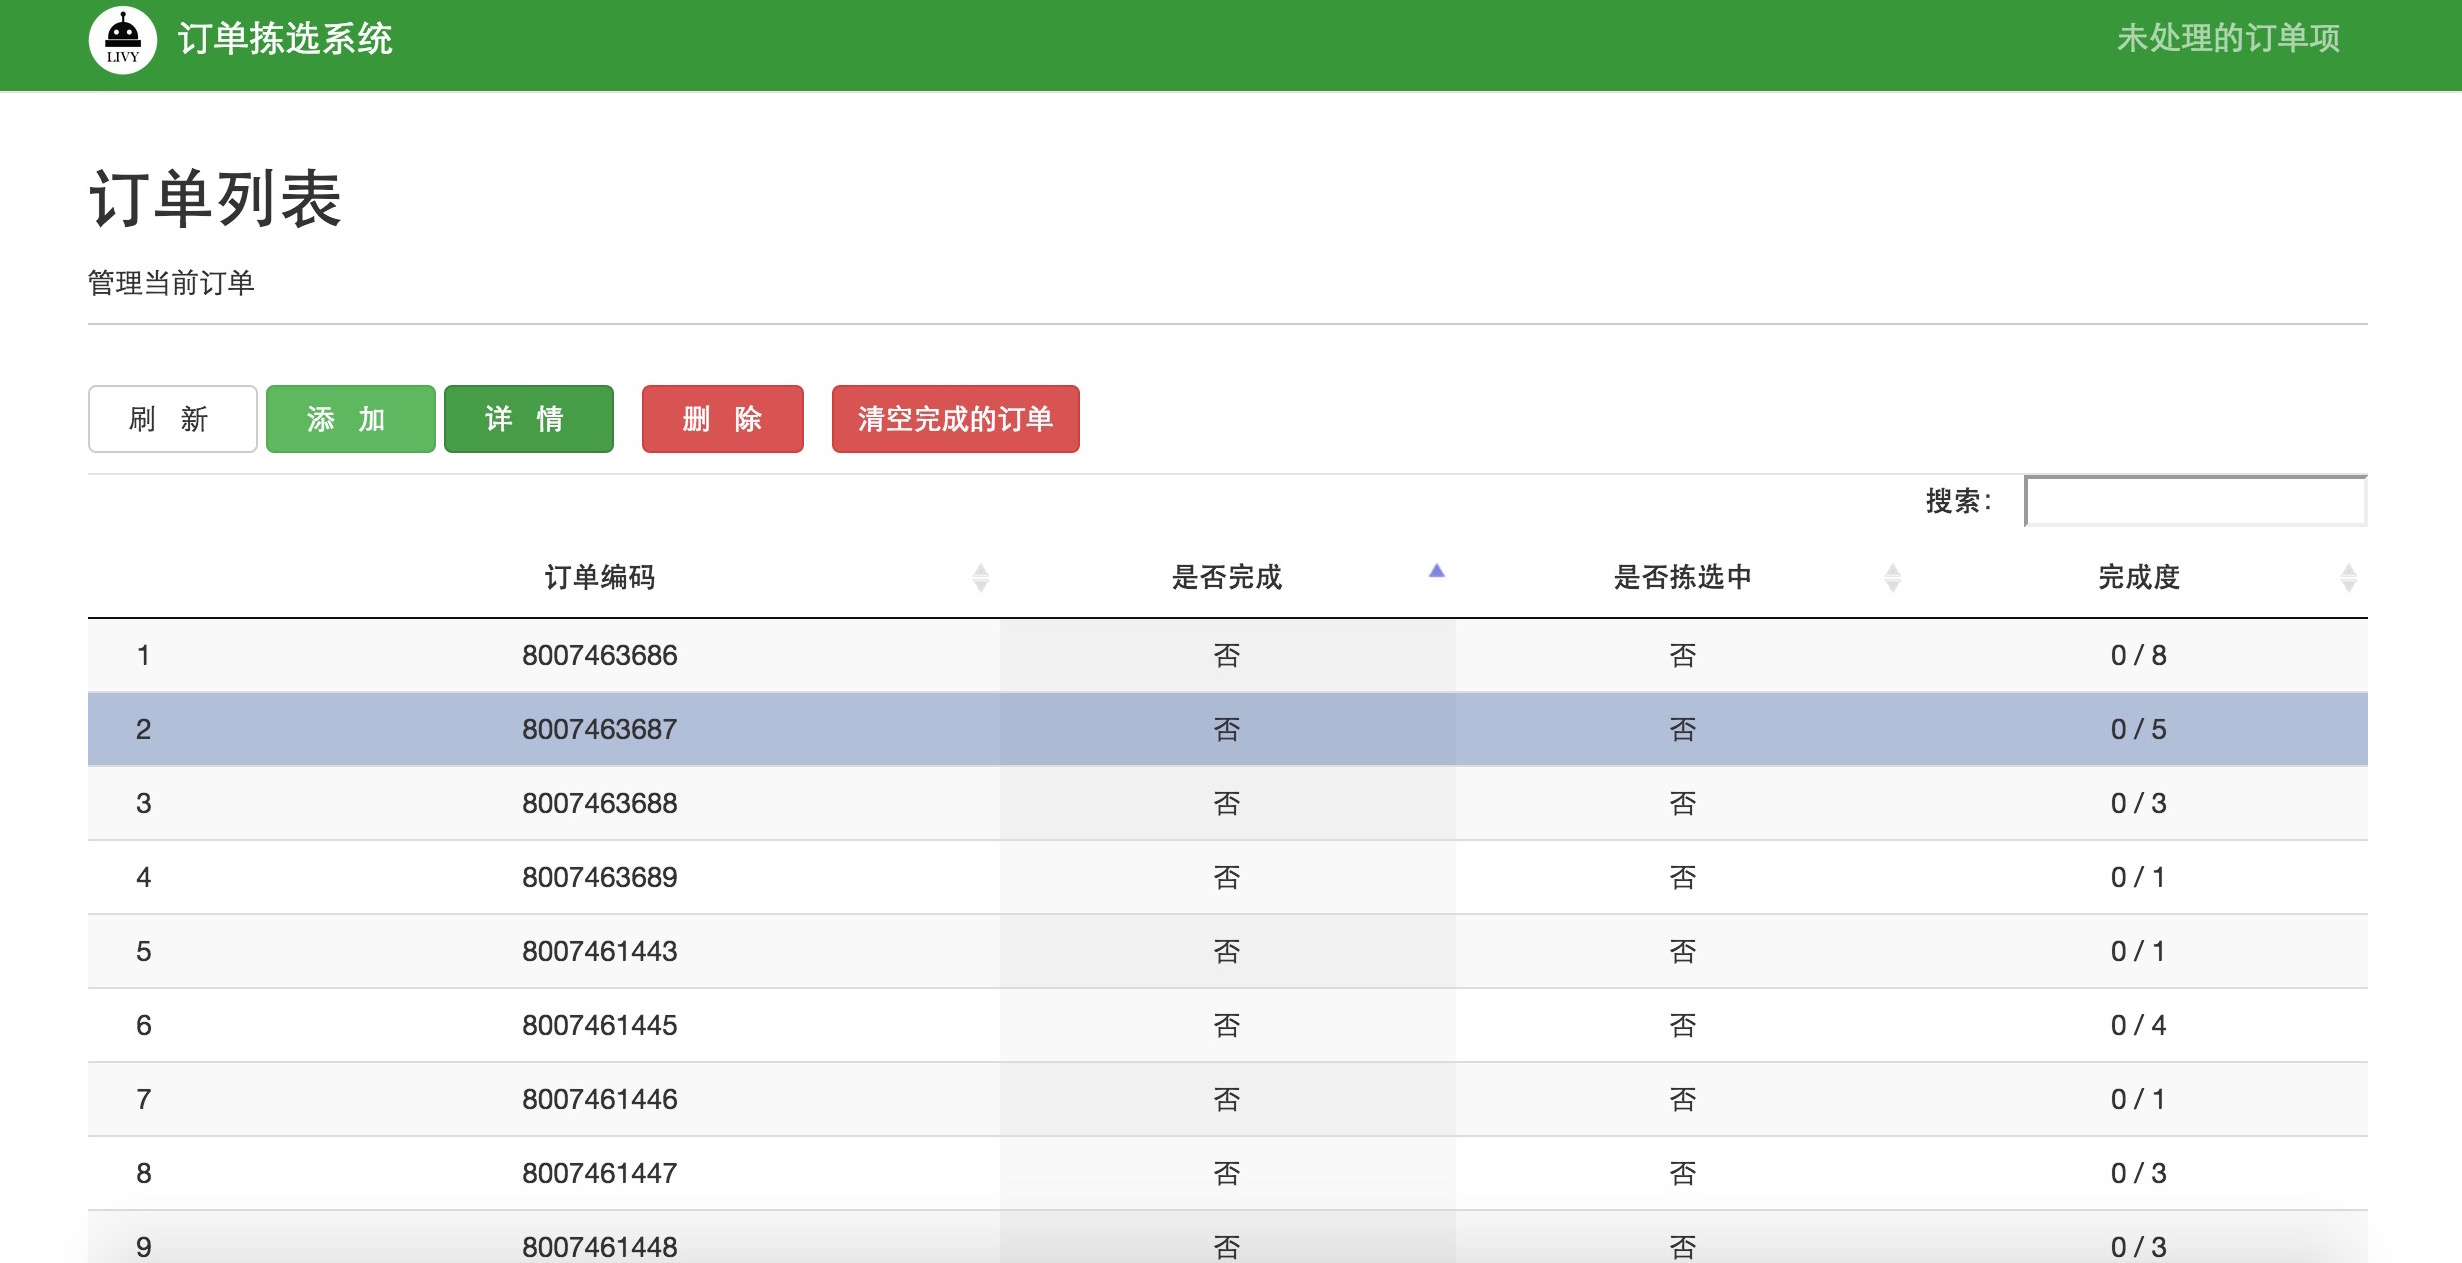 LIVY 订单拣选系统 未处理的订单项
订单列表
管理当前订单
刷 新 添 加 详 情 删 除 清空完成的订单
搜索：
订单编码 是否完成 是否拣选中 完成度
1 8007463686 否 否 0 / 8
2 8007463687 否 否 0 / 5
3 8007463688 否 否 0 / 3
4 8007463689 否 否 0 / 1
5 8007461443 否 否 0 / 1
6 8007461445 否 否 0 / 4
7 8007461446 否 否 0 / 1
8 8007461447 否 否 0 / 3
9 8007461448 否 否 0 / 3